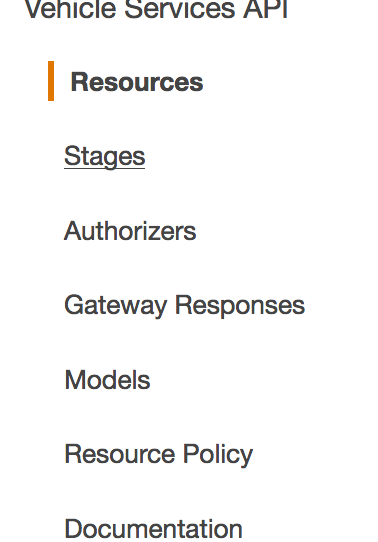 Vehicle Services API
Resources
Stages
Authorizers
Gateway Responses
Models
Resource Policy
Documentation